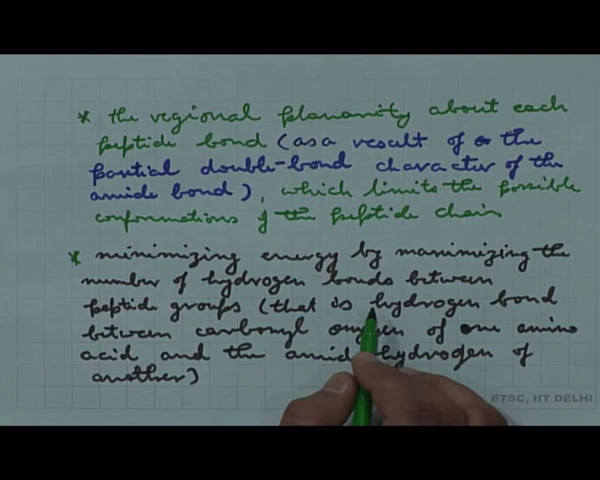 * the regional planarity about each
peptide bond (as a result of the
partial double-bond character of the
amide bond), which limits the possible
conformations of the peptide chain
* minimizing energy by maximizing the
number of hydrogen bonds between
peptide groups (that is hydrogen bond
between carbonyl oxygen of one amino
acid and the amid hydrogen of
another)
ETSC, IIT DELHI